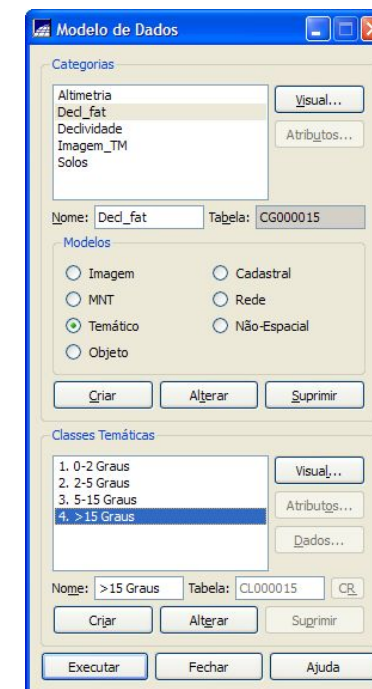 Modelo de Dados
Categorias
Altimetria
Decl_fat
Declividade
Imagem_TM
Solos
Visual...
Atributos...
Nome: Decl_fat Tabela: CG000015
Modelos
Imagem Cadastral
MNT Rede
Temático Não-Espacial
Objeto
Criar Alterar Suprimir
Classes Temáticas
1. 0-2 Graus
2. 2-5 Graus
3. 5-15 Graus
4. >15 Graus
Visual...
Atributos...
Dados...
Nome: >15 Graus Tabela: CL000015 CR
Criar Alterar Suprimir
Executar Fechar Ajuda